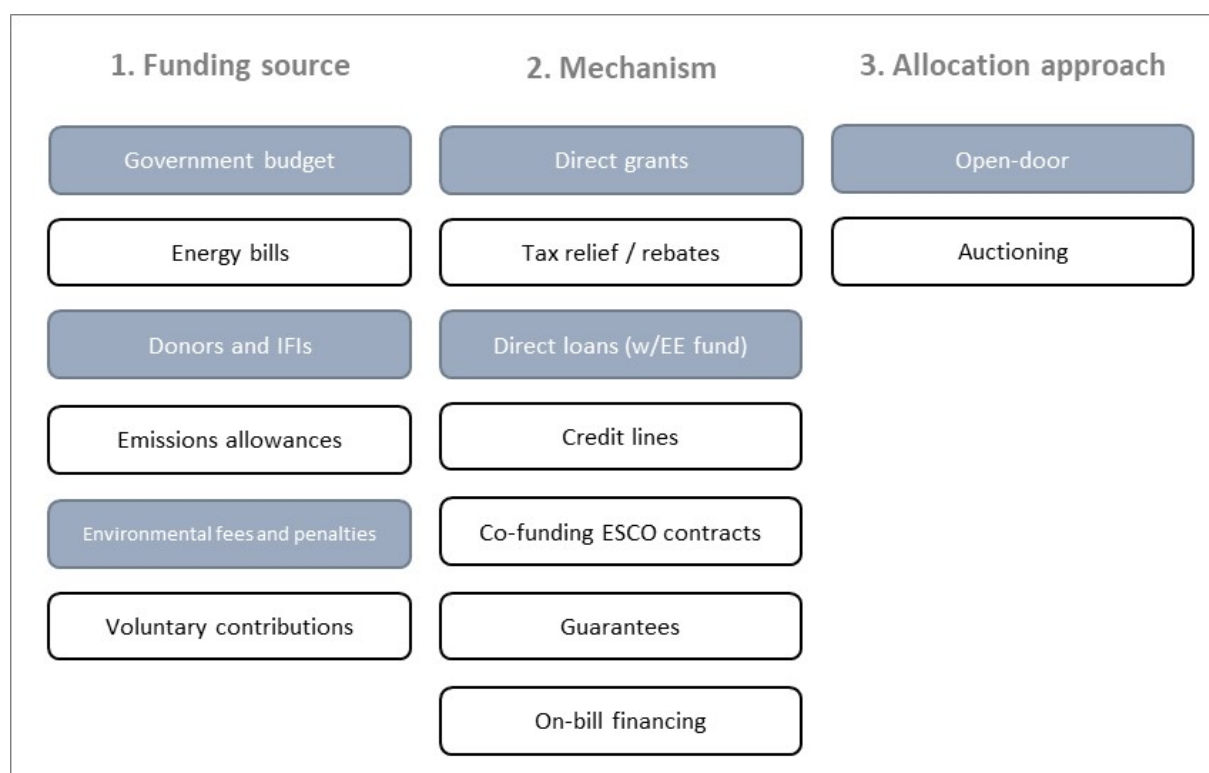 1. Funding source
Government budget
Energy bills
Donors and IFIs
Emissions allowances
Environmental fees and penalties
Voluntary contributions
2. Mechanism
Direct grants
Tax relief / rebates
Direct loans (w/EE fund)
Credit lines
Co-funding ESCO contracts
Guarantees
On-bill financing
3. Allocation approach
Open-door
Auctioning